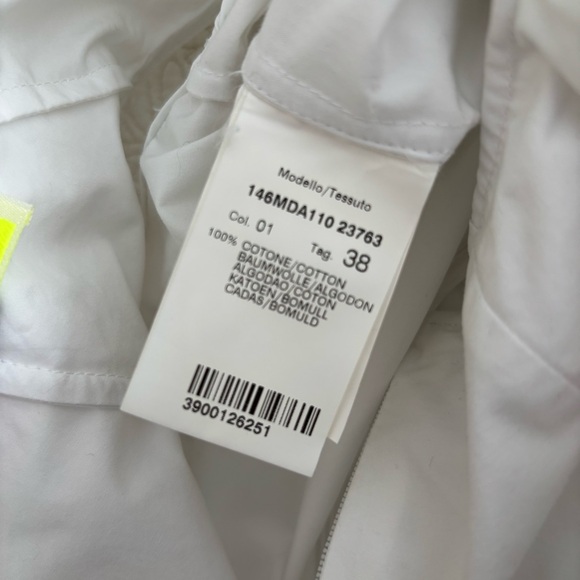 Modello/Tessuto
146MDA110 23763
Col. 01 Tag. 38
100% COTONE/COTTON
BAUMWOLLE/ALGODON
ALGODAO/COTON
KATOEN/BOMULL
CADAS/BOMULD
3900126251